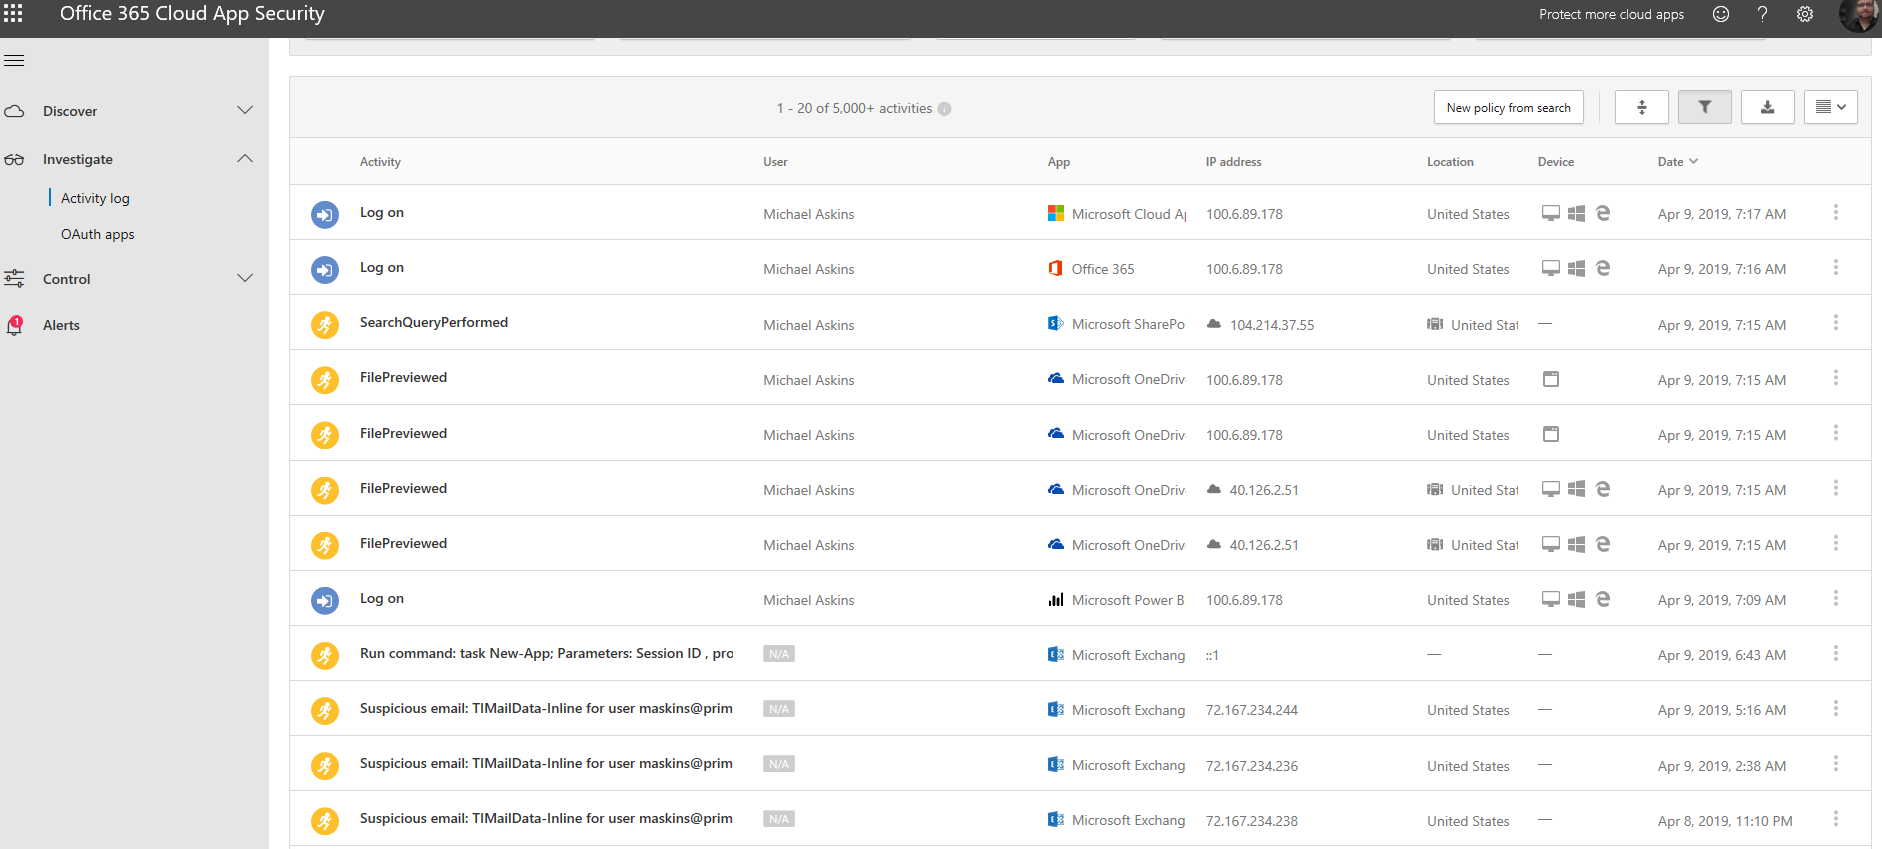 Office 365 Cloud App Security
Protect more cloud apps
?
Discover
Investigate
Activity log
OAuth apps
Control
1
Alerts
1 - 20 of 5,000+ activities
New policy from search
Activity User App IP address Location Device Date
Log on Michael Askins Microsoft Cloud Ap 100.6.89.178 United States Apr 9, 2019, 7:17 AM
Log on Michael Askins Office 365 100.6.89.178 United States Apr 9, 2019, 7:16 AM
SearchQueryPerformed Michael Askins Microsoft SharePo 104.214.37.55 United Stat — Apr 9, 2019, 7:15 AM
FilePreviewed Michael Askins Microsoft OneDriv 100.6.89.178 United States Apr 9, 2019, 7:15 AM
FilePreviewed Michael Askins Microsoft OneDriv 100.6.89.178 United States Apr 9, 2019, 7:15 AM
FilePreviewed Michael Askins Microsoft OneDriv 40.126.2.51 United Stat Apr 9, 2019, 7:15 AM
FilePreviewed Michael Askins Microsoft OneDriv 40.126.2.51 United Stat Apr 9, 2019, 7:15 AM
Log on Michael Askins Microsoft Power B 100.6.89.178 United States Apr 9, 2019, 7:09 AM
Run command: task New-App; Parameters: Session ID , pro N/A Microsoft Exchang ::1 — — Apr 9, 2019, 6:43 AM
Suspicious email: TIMailData-Inline for user maskins@prim N/A Microsoft Exchang 72.167.234.244 United States — Apr 9, 2019, 5:16 AM
Suspicious email: TIMailData-Inline for user maskins@prim N/A Microsoft Exchang 72.167.234.236 United States — Apr 9, 2019, 2:38 AM
Suspicious email: TIMailData-Inline for user maskins@prim N/A Microsoft Exchang 72.167.234.238 United States — Apr 8, 2019, 11:10 PM